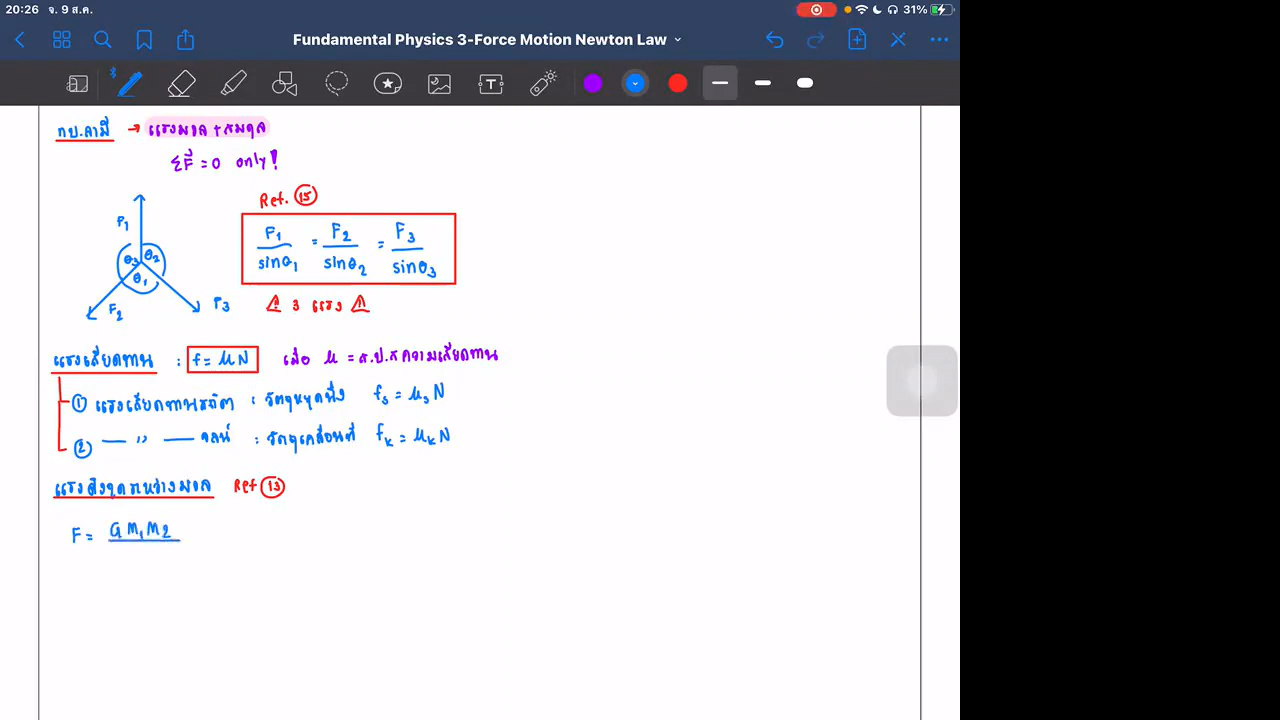 20:26 จ. 9 ส.ค.
31%
Fundamental Physics 3-Force Motion Newton Law
ทบ.ลามี → แรงมวล + สมดุล
ΣF⃗ = 0 only!
Ref. ⑮
F1
θ3 θ2
θ1
F2 F3
F1/sinθ1 = F2/sinθ2 = F3/sinθ3
⚠ 3 แรง ⚠
แรงเสียดทาน : f = μN เมื่อ μ = ส.ป.ส ความเสียดทาน
① แรงเสียดทานสถิต : วัตถุหยุดนิ่ง fs = μsN
② — " — จลน์ : วัตถุเคลื่อนที่ fk = μkN
แรงดึงดูดระหว่างมวล Ref ⑬
F = GM1M2